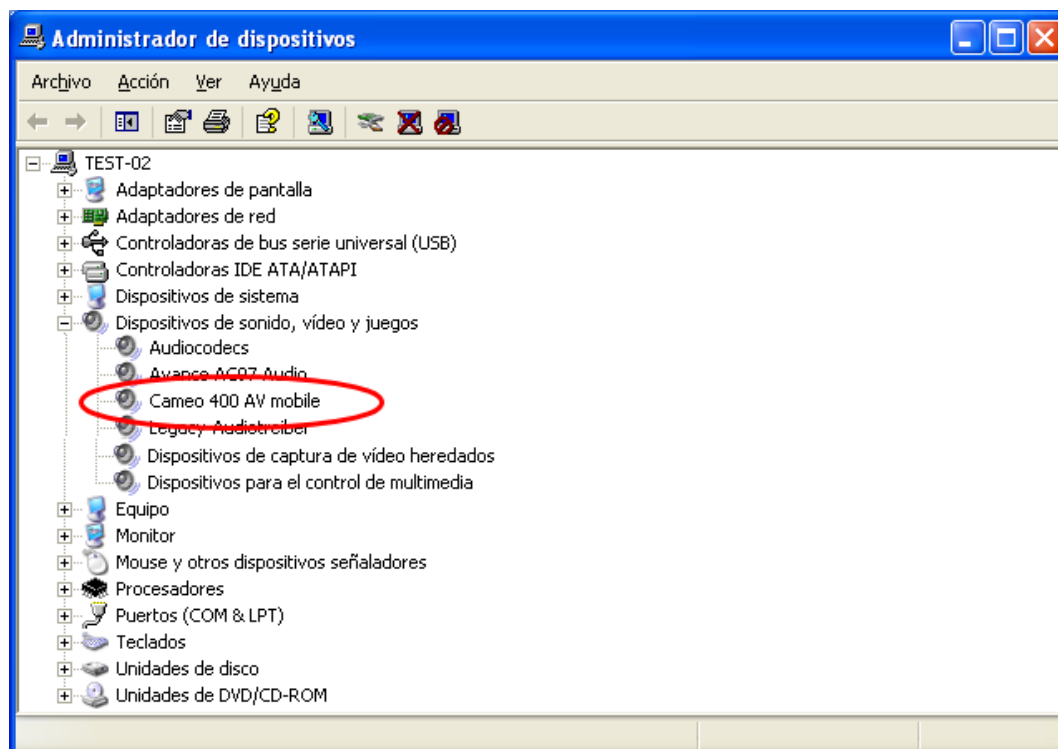 Administrador de dispositivos
Archivo Acción Ver Ayuda
TEST-02
Adaptadores de pantalla
Adaptadores de red
Controladoras de bus serie universal (USB)
Controladoras IDE ATA/ATAPI
Dispositivos de sistema
Dispositivos de sonido, vídeo y juegos
Audiocodecs
Avance AC97 Audio
Cameo 400 AV mobile
Legacy-Audiotreiber
Dispositivos de captura de vídeo heredados
Dispositivos para el control de multimedia
Equipo
Monitor
Mouse y otros dispositivos señaladores
Procesadores
Puertos (COM & LPT)
Teclados
Unidades de disco
Unidades de DVD/CD-ROM